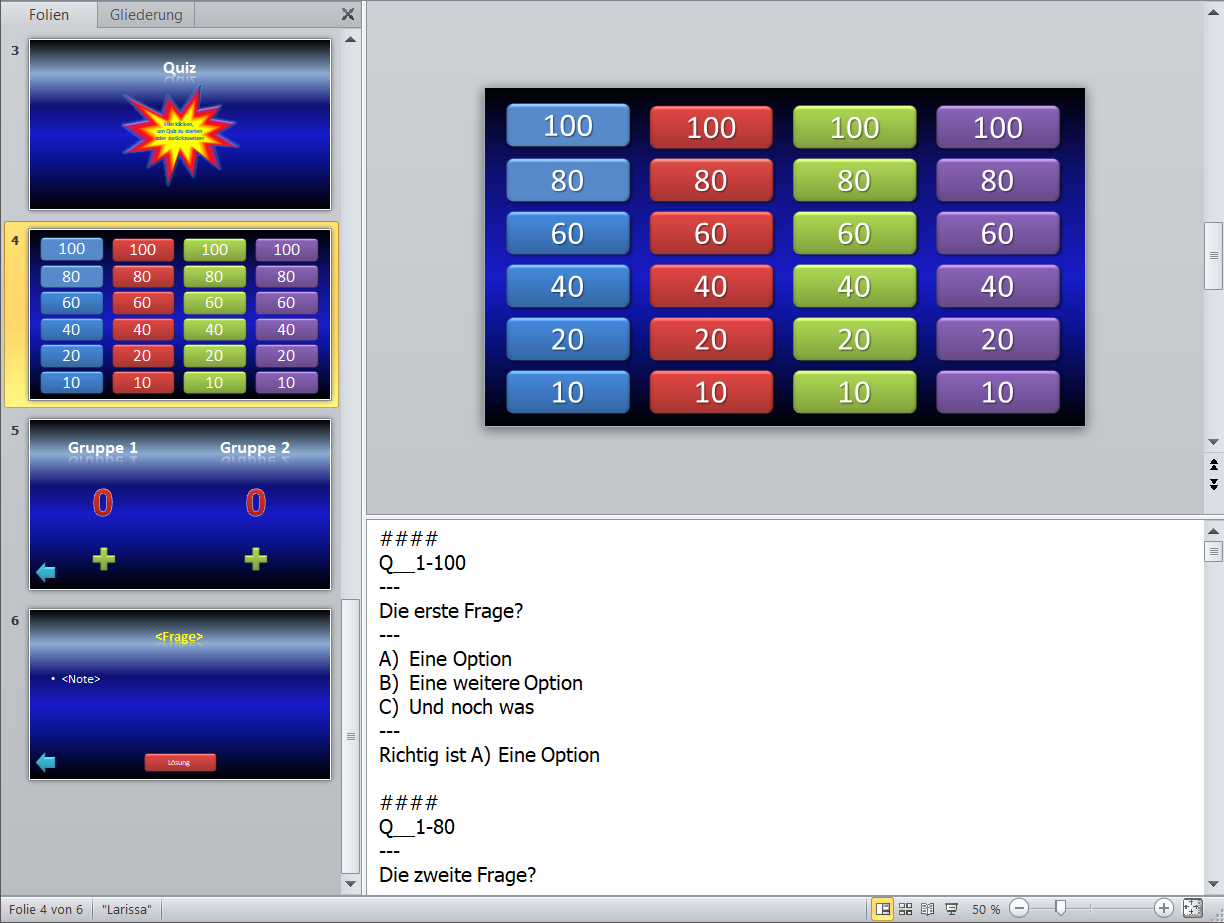 Folien Gliederung
3
Quiz
Hier klicken,
um Quiz zu starten
oder zurückzusetzen
4
100 100 100 100
80 80 80 80
60 60 60 60
40 40 40 40
20 20 20 20
10 10 10 10
5
Gruppe 1 Gruppe 2
0 0
6
<Frage>
• <Note>
Lösung
100 100 100 100
80 80 80 80
60 60 60 60
40 40 40 40
20 20 20 20
10 10 10 10
####
Q__1-100
---
Die erste Frage?
---
A) Eine Option
B) Eine weitere Option
C) Und noch was
---
Richtig ist A) Eine Option
####
Q__1-80
---
Die zweite Frage?
Folie 4 von 6 "Larissa" 50 %